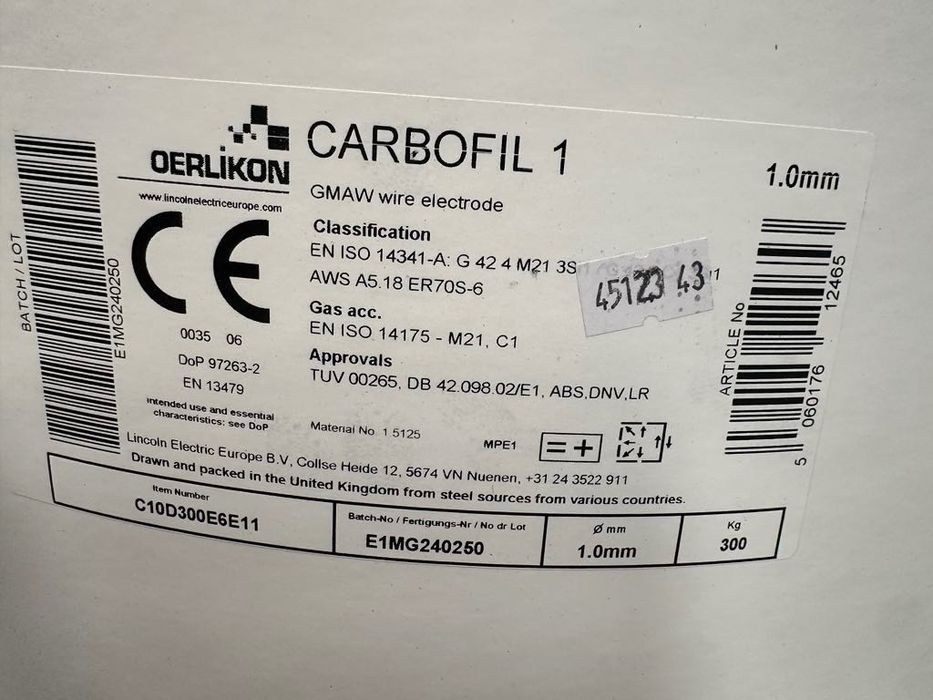 OERLIKON
www.lincolnelectriceurope.com
CE
0035 06
DoP 97263-2
EN 13479
intended use and essential
characteristics: see DoP
BATCH / LOT
E1MG240250
CARBOFIL 1
1.0mm
GMAW wire electrode
Classification
EN ISO 14341-A: G 42 4 M21 3S
AWS A5.18 ER70S-6
45123 43
Gas acc.
EN ISO 14175 - M21, C1
Approvals
TUV 00265, DB 42.098.02/E1, ABS,DNV,LR
Material No 1 5125
MPE1
= +
ARTICLE No
5 060176 12465
Lincoln Electric Europe B.V, Collse Heide 12, 5674 VN Nuenen, +31 24 3522 911
Drawn and packed in the United Kingdom from steel sources from various countries.
Item Number
C10D300E6E11
Batch-No / Fertigungs-Nr / No dr Lot
E1MG240250
Ø mm
1.0mm
Kg
300